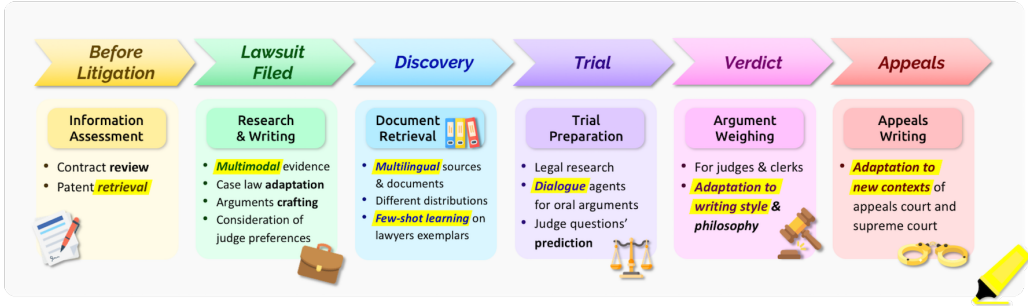 Before
Litigation
Lawsuit
Filed
Discovery
Trial
Verdict
Appeals
Information
Assessment
• Contract review
• Patent retrieval
Research
& Writing
• Multimodal evidence
• Case law adaptation
• Arguments crafting
• Consideration of
judge preferences
Document
Retrieval
• Multilingual sources
& documents
• Different distributions
• Few-shot learning on
lawyers exemplars
Trial
Preparation
• Legal research
• Dialogue agents
for oral arguments
• Judge questions’
prediction
Argument
Weighing
• For judges & clerks
• Adaptation to
writing style &
philosophy
Appeals
Writing
• Adaptation to
new contexts of
appeals court and
supreme court